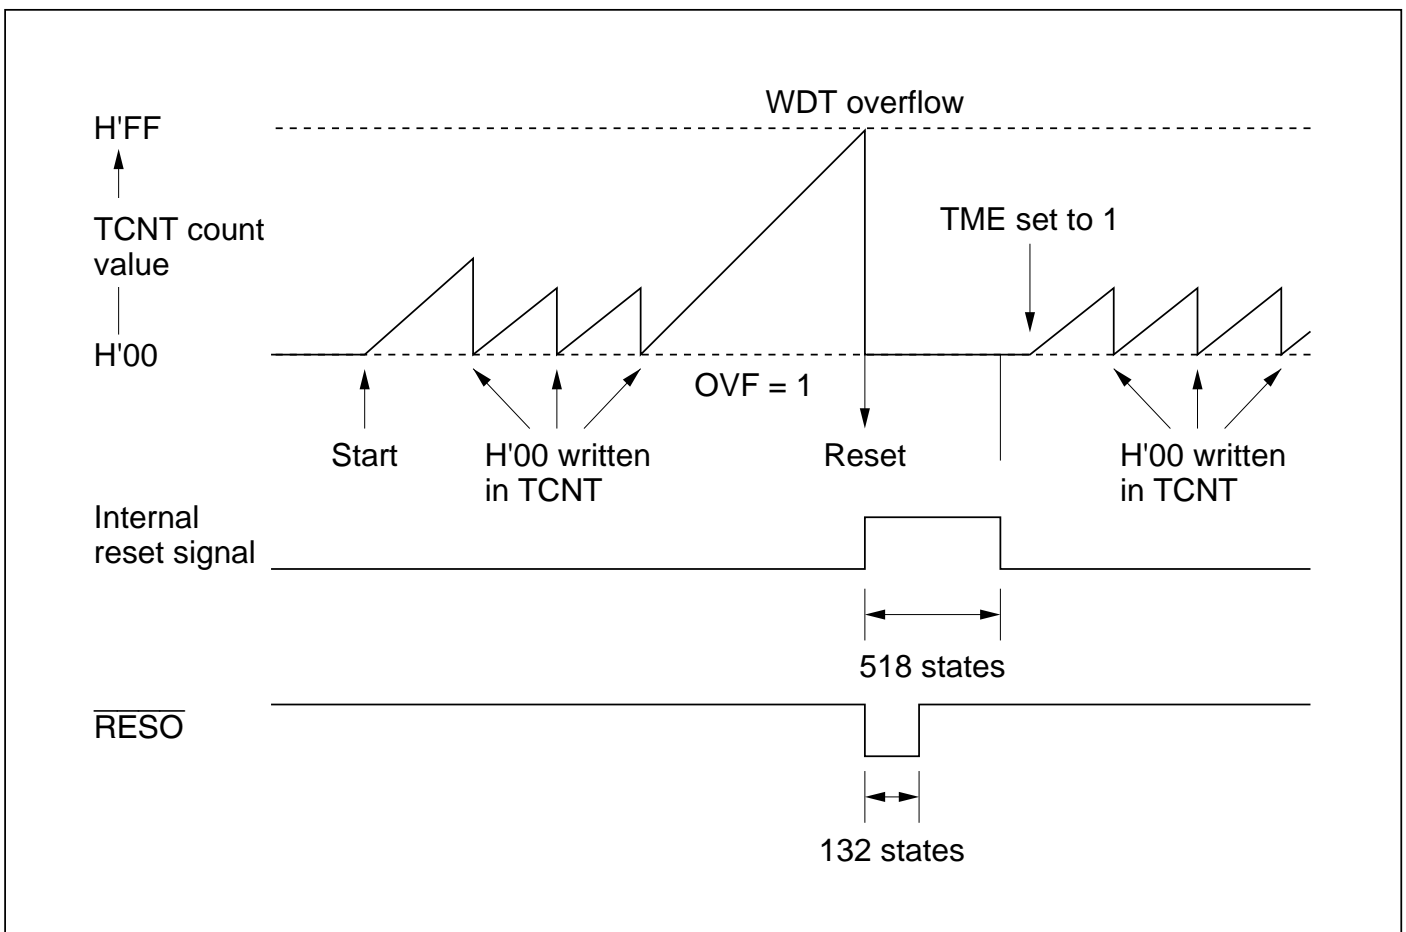 WDT overflow
H'FF
TME set to 1
TCNT count
value
H'00
OVF = 1
Start
H'00 written
in TCNT
Reset
H'00 written
in TCNT
Internal
reset signal
518 states
RESO
132 states